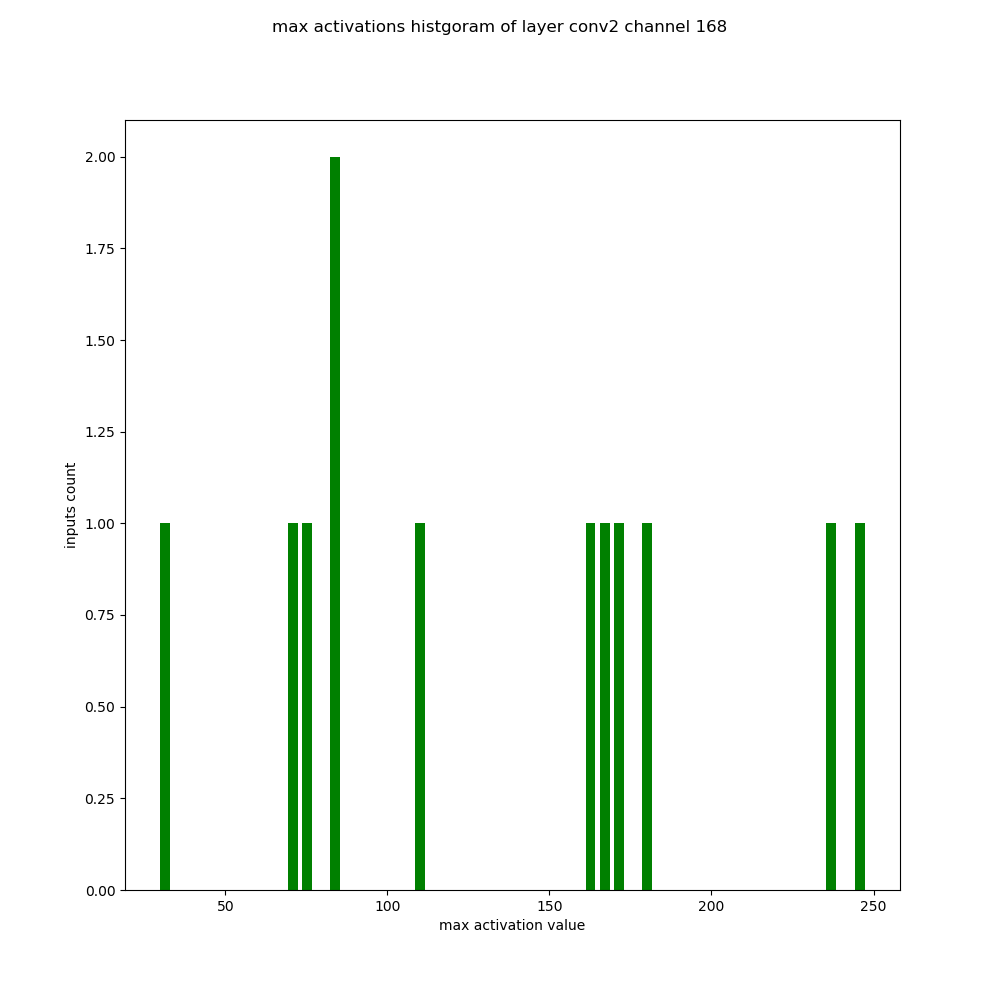 max activations histgoram of layer conv2 channel 168
2.00
1.75
1.50
1.25
1.00
0.75
0.50
0.25
0.00
inputs count
50 100 150 200 250
max activation value